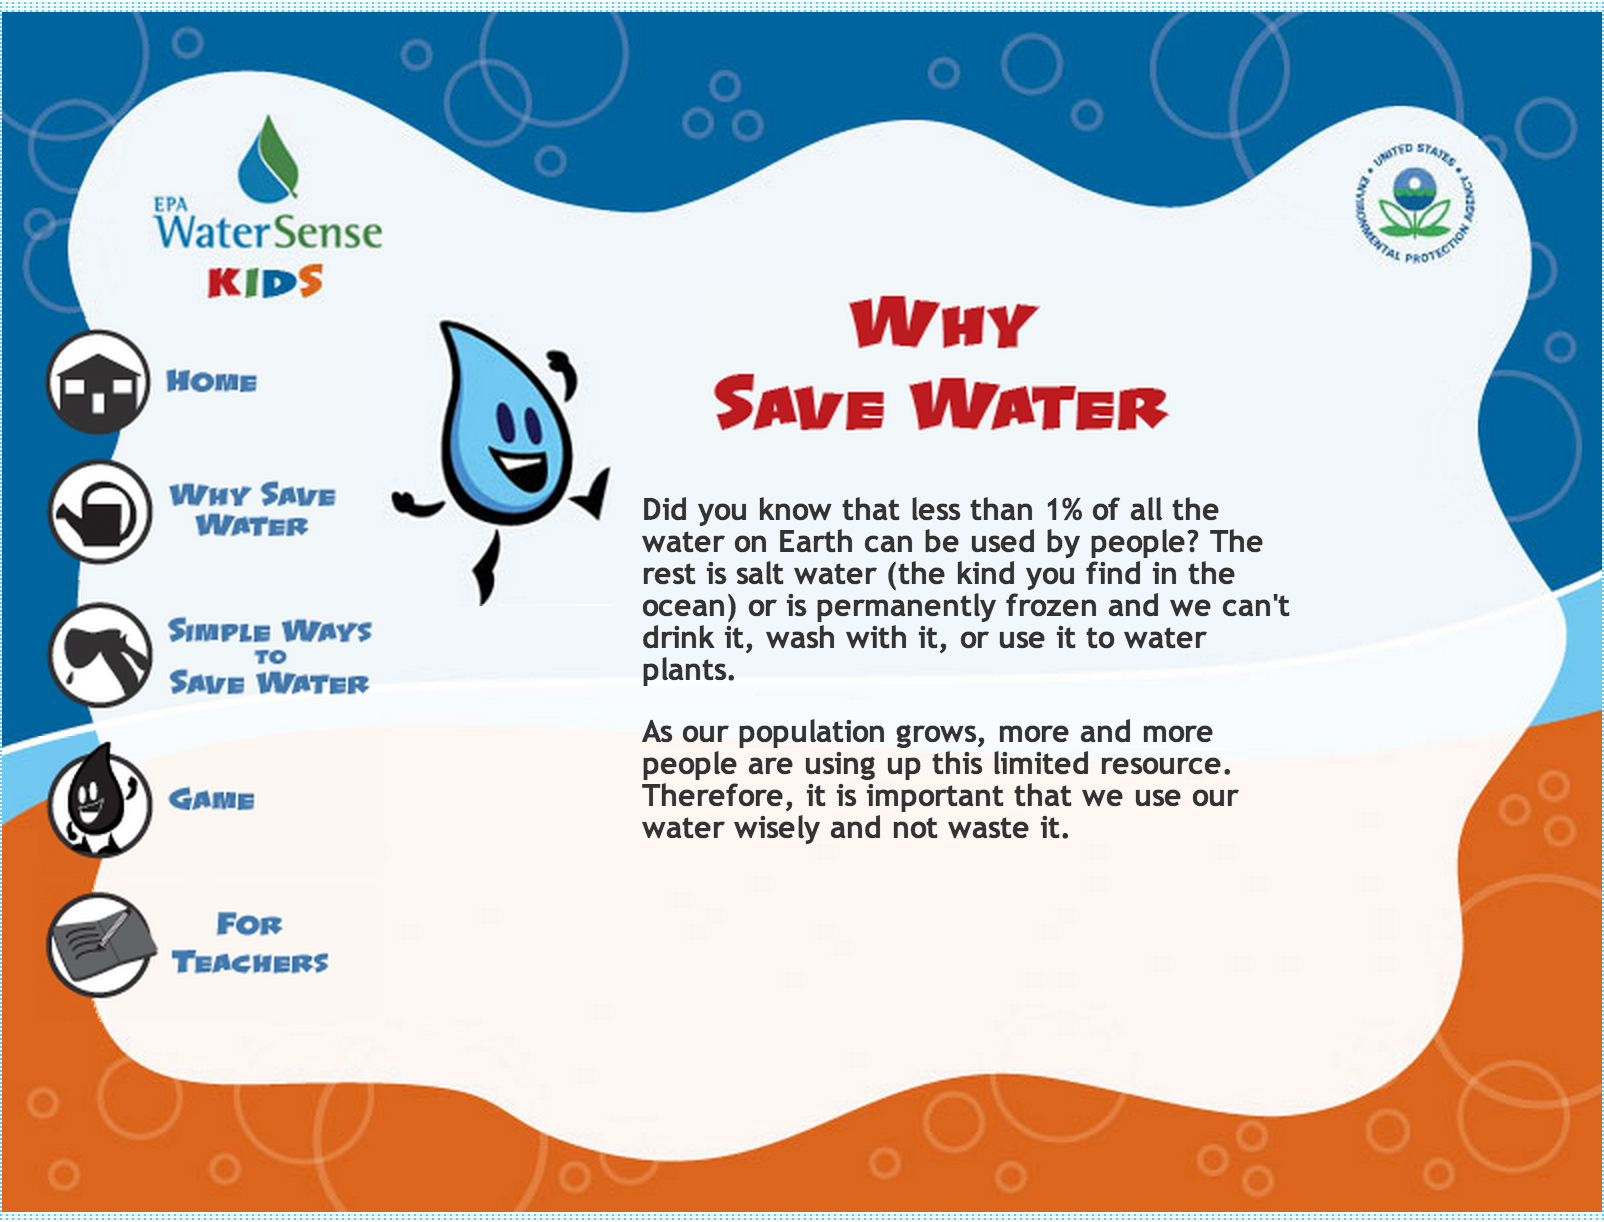 EPA
WaterSense
KIDS
UNITED STATES • ENVIRONMENTAL PROTECTION AGENCY •
HOME
WHY SAVE
WATER
SIMPLE WAYS
TO
SAVE WATER
GAME
FOR
TEACHERS
WHY
SAVE WATER
Did you know that less than 1% of all the
water on Earth can be used by people? The
rest is salt water (the kind you find in the
ocean) or is permanently frozen and we can't
drink it, wash with it, or use it to water
plants.
As our population grows, more and more
people are using up this limited resource.
Therefore, it is important that we use our
water wisely and not waste it.